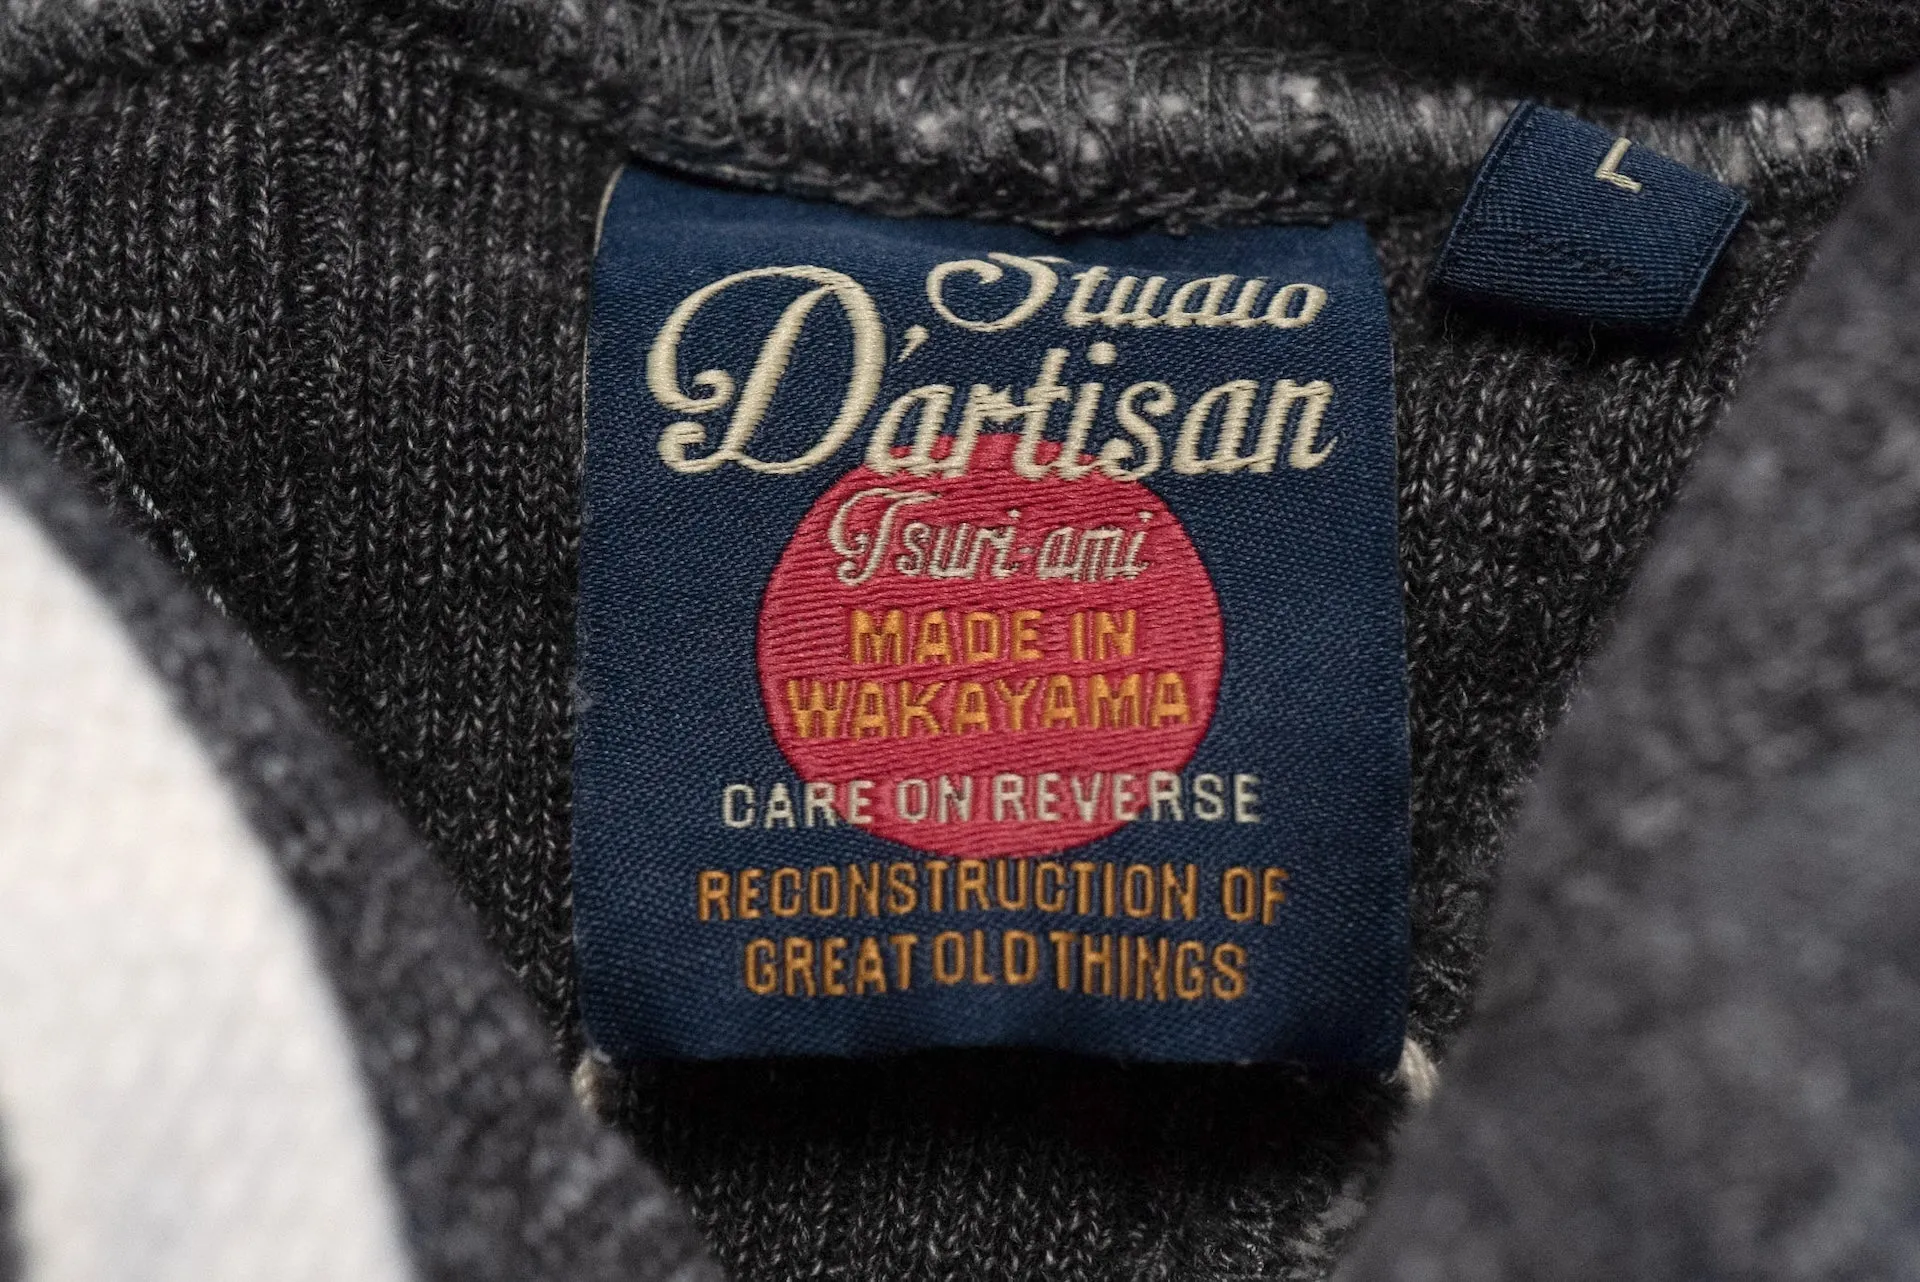 Studio
D'artisan
Tsuri-ami
MADE IN
WAKAYAMA
CARE ON REVERSE
RECONSTRUCTION OF
GREAT OLD THINGS
L